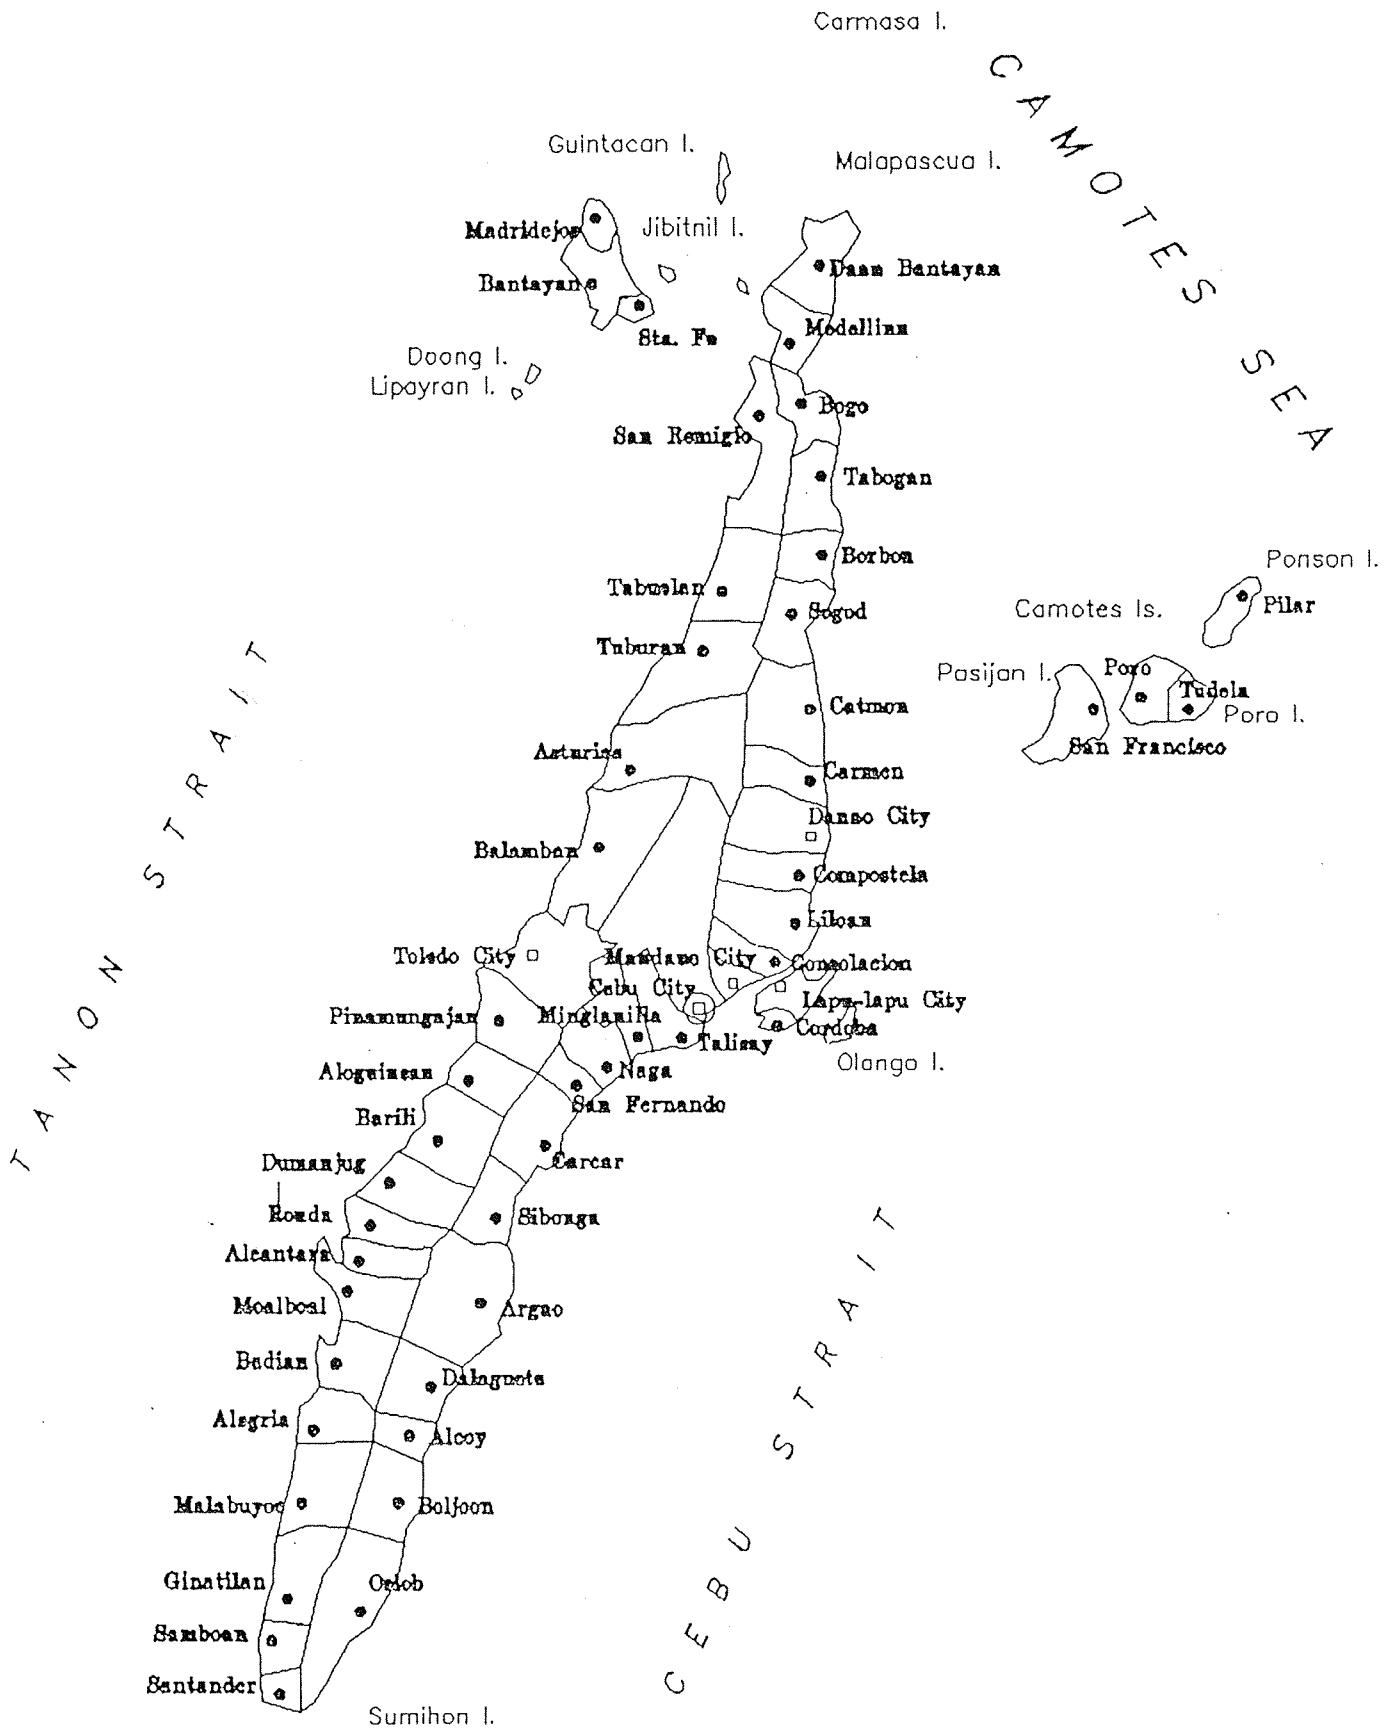 Carmasa I.
CAMOTES SEA
Guintacan I.
Malapascua I.
Madridejos
Jibitnil I.
Daan Bantayan
Bantayan
Sta. Fe
Medallina
Doong I.
Lipayran I.
Bogo
San Remigio
Tabogan
Borbon
Ponson I.
Tabuelan
Sogod
Camotes Is.
Pilar
Tuburan
Pasijan I.
Poro
Tudela
Catmon
Poro I.
San Francisco
Asturias
Carmen
Danao City
TANON STRAIT
Balamban
Compostela
Liloan
Toledo City
Mandaue City
Consolacion
Cebu City
Lapu-lapu City
Pinamungajan
Minglanilla
Cordoba
Talisay
Olango I.
Aloguinsan
Naga
San Fernando
Barili
Carcar
Dumanjug
Ronda
Sibonga
Alcantara
Moalboal
Argao
Badian
Dalaguete
Alegria
Alcoy
Malabuyoc
Boljoon
Ginatilan
Oslob
CEBU STRAIT
Samboan
Santander
Sumihon I.